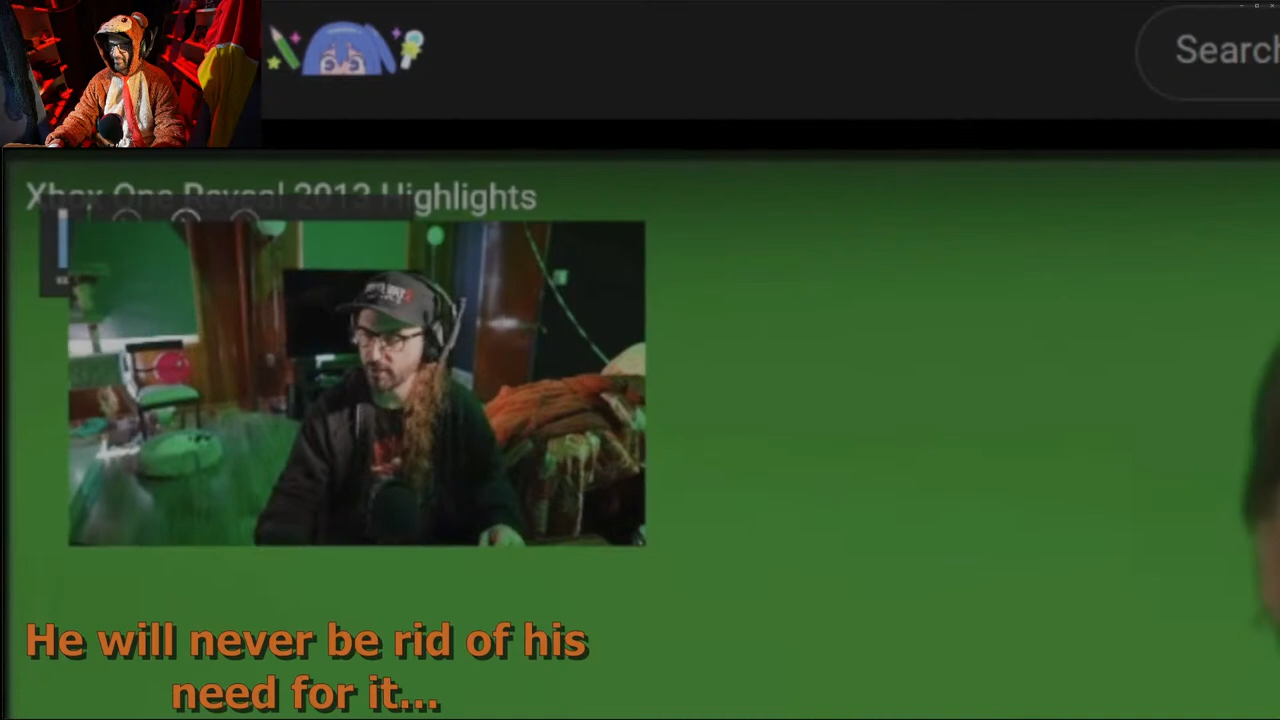 Search
Xbox One Reveal 2013 Highlights
He will never be rid of his
need for it...